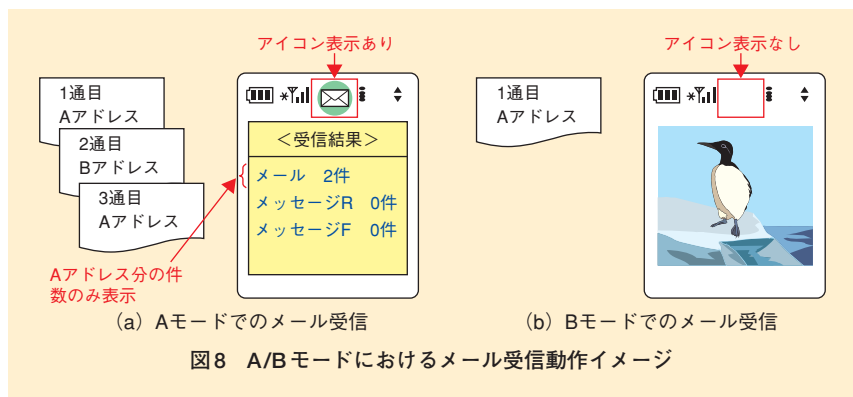 アイコン表示あり
1通目
Aアドレス
2通目
Bアドレス
3通目
Aアドレス
<受信結果>
メール 2件
メッセージR 0件
メッセージF 0件
Aアドレス分の件
数のみ表示
(a) Aモードでのメール受信
アイコン表示なし
1通目
Aアドレス
(b) Bモードでのメール受信
図8 A/Bモードにおけるメール受信動作イメージ